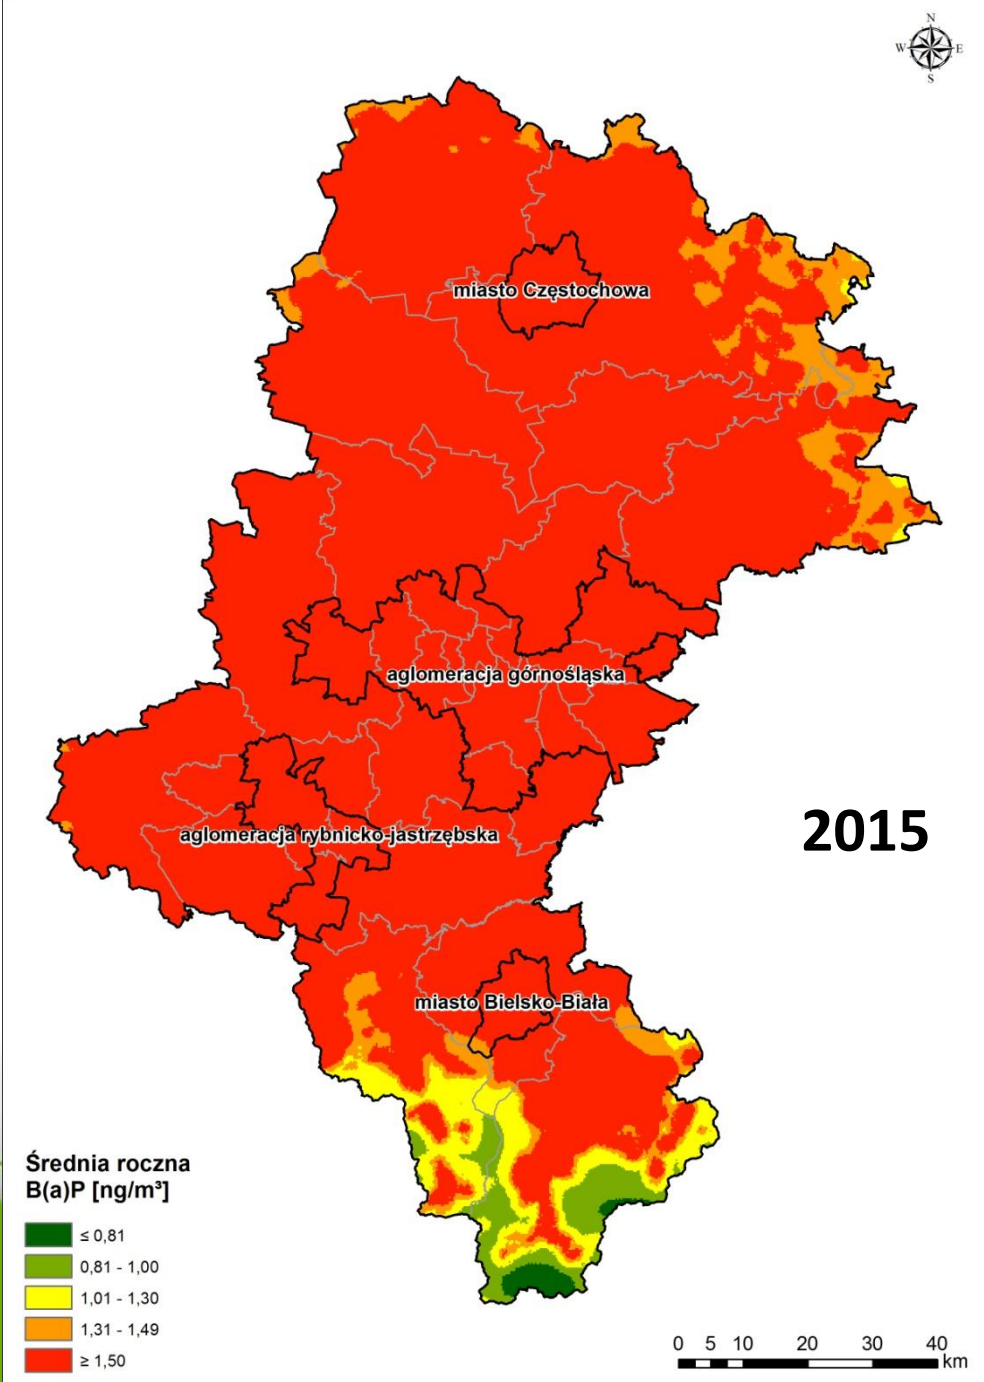 N
W E
S
miasto Częstochowa
aglomeracja górnośląska
2015
aglomeracja rybnicko-jastrzębska
miasto Bielsko-Biała
Średnia roczna
B(a)P [ng/m³]
≤ 0,81
0,81 - 1,00
1,01 - 1,30
1,31 - 1,49
≥ 1,50
0 5 10 20 30 40
km